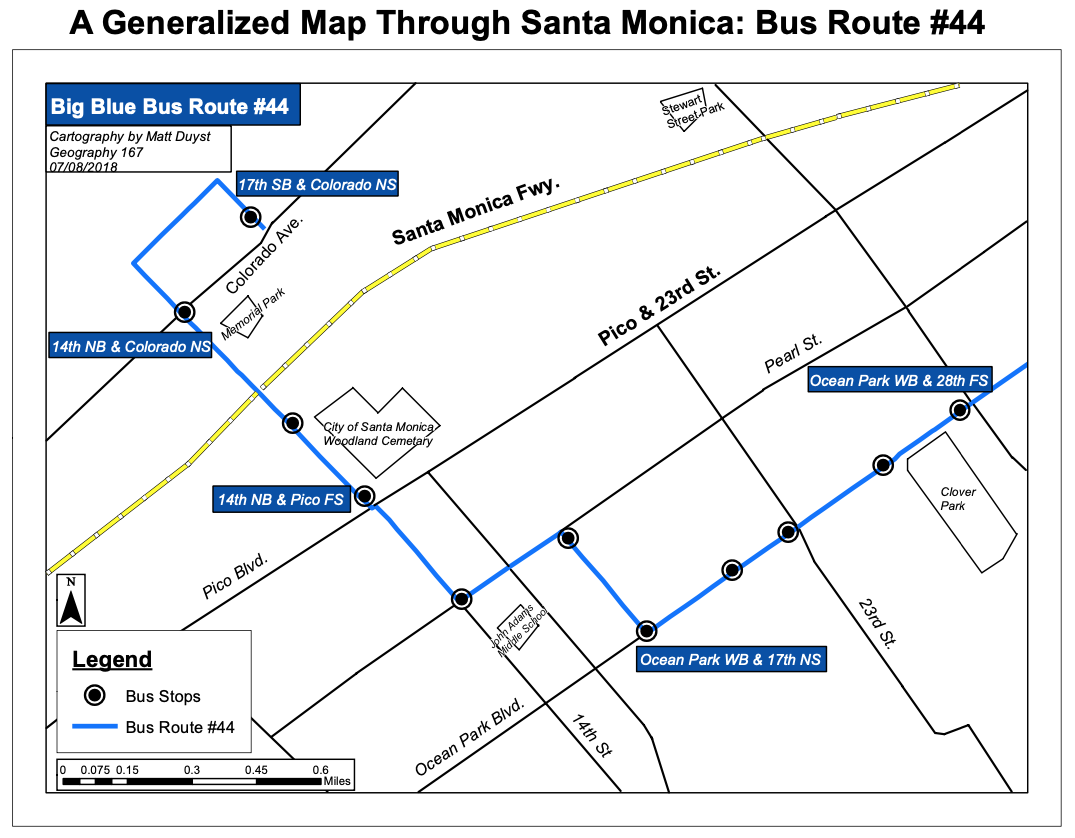 A Generalized Map Through Santa Monica: Bus Route #44
Big Blue Bus Route #44
Cartography by Matt Duyst
Geography 167
07/08/2018
Stewart
Street Park
17th SB & Colorado NS
Santa Monica Fwy.
Colorado Ave.
Memorial Park
14th NB & Colorado NS
Pico & 23rd St.
Pearl St.
Ocean Park WB & 28th FS
City of Santa Monica
Woodland Cemetary
14th NB & Pico FS
Clover
Park
Pico Blvd.
N
John Adams
Middle School
23rd St.
Ocean Park WB & 17th NS
Ocean Park Blvd.
14th St
Legend
Bus Stops
Bus Route #44
0 0.075 0.15 0.3 0.45 0.6
Miles